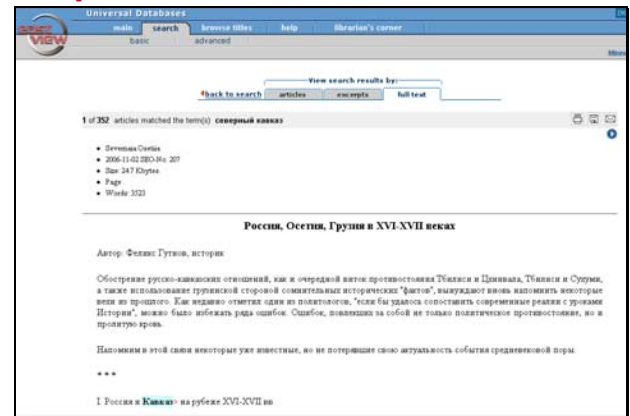 Universal Databases
EAST VIEW
main search browse titles help librarian's corner
basic advanced
View search results by:
back to search articles excerpts full text
1 of 352 articles matched the term(s) северный кавказ
Severnaia Osetiia
2006-11-02 SEO-No. 207
Size: 24.7 Kbytes
Page
Words: 3523
Россия, Осетия, Грузия в XVI-XVII веках
Автор: Феликс Гутнов, историк
Обострение русско-кавказских отношений, как и очередной виток противостояния Тбилиси и Цхинвала, Тбилиси и Сухуми,
а также использование грузинской стороной сомнительных исторических "фактов", вынуждают вновь напомнить некоторые
вехи из прошлого. Как недавно отметил один из политологов, "если бы удалось сопоставить современные реалии с уроками
Истории", можно было избежать ряда ошибок. Ошибок, повлекших за собой не только политическое противостояние, но и
пролитую кровь.
Напомним в этой связи некоторые уже известные, но не потерявшие свою актуальность события средневековой поры.
* * *
I. Россия и Кавказ на рубеже XVI-XVII вв.